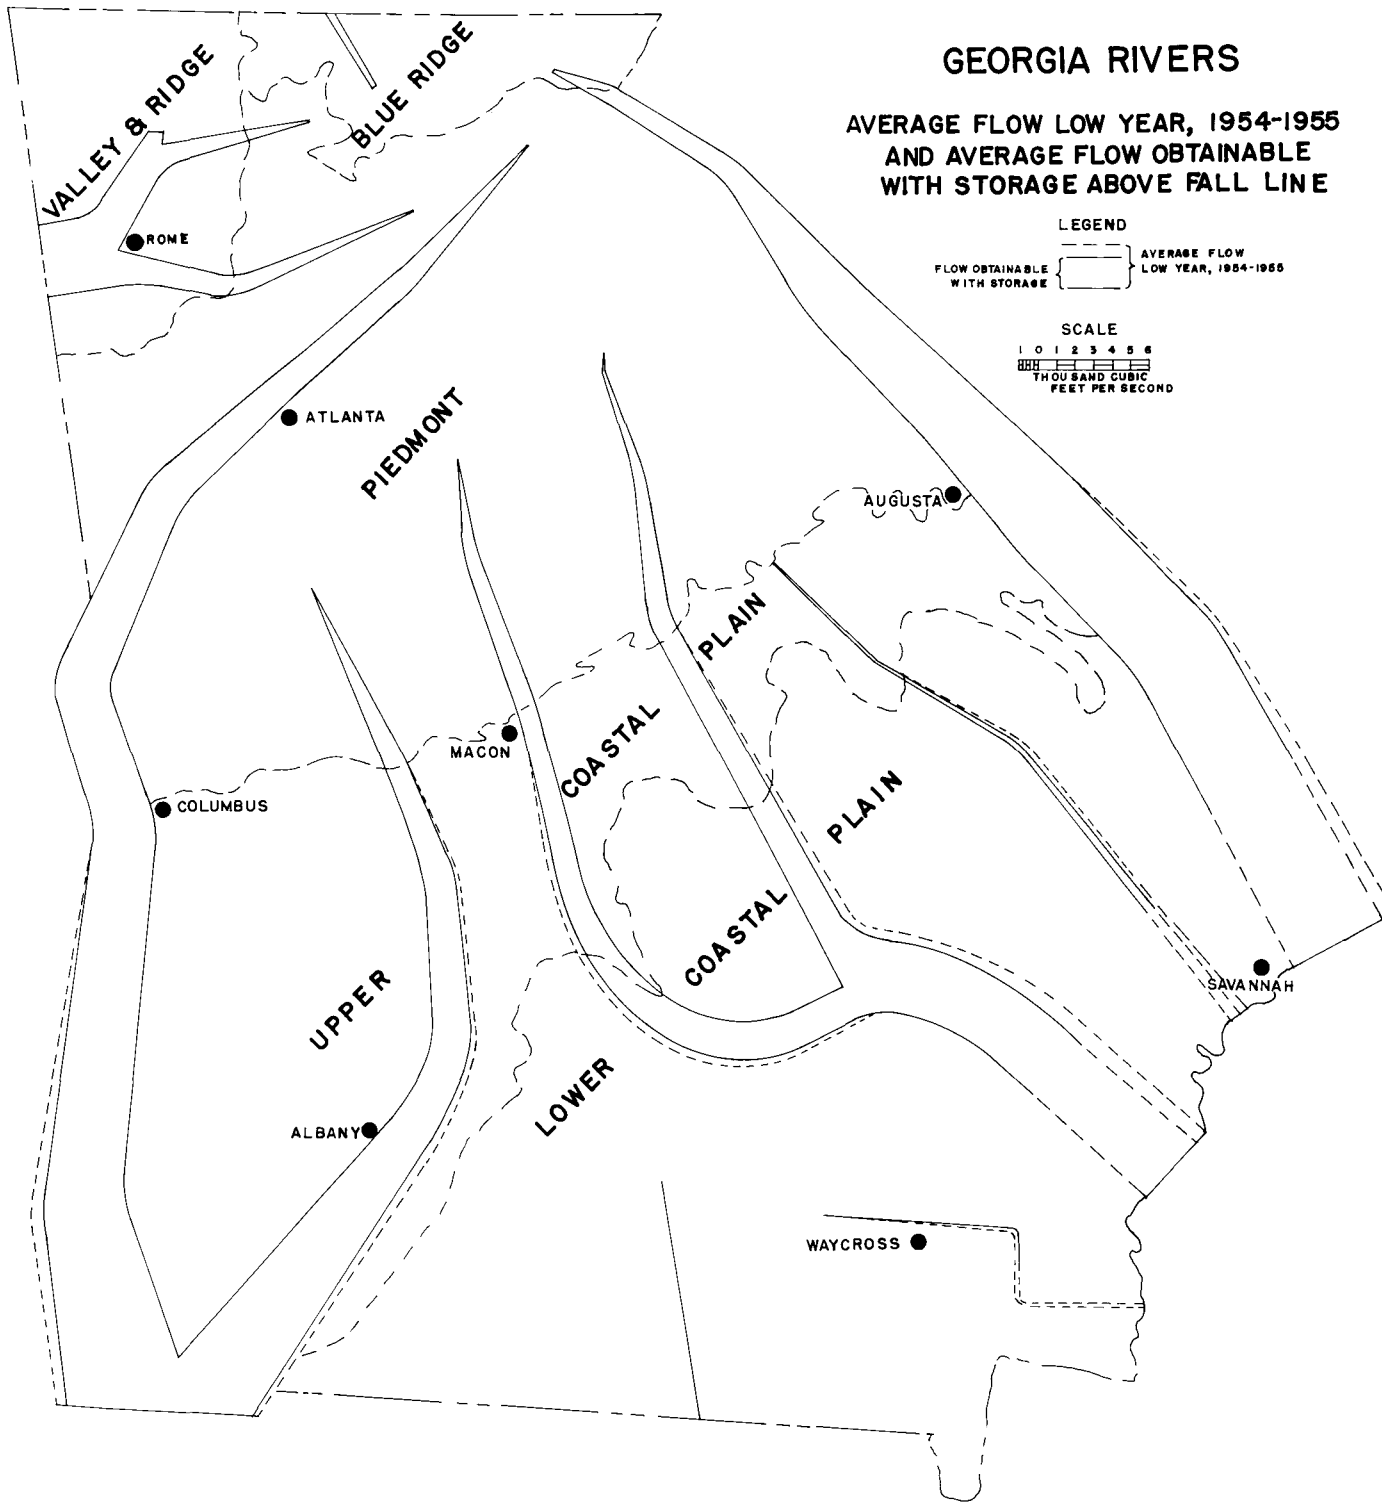 GEORGIA RIVERS
AVERAGE FLOW LOW YEAR, 1954-1955
AND AVERAGE FLOW OBTAINABLE
WITH STORAGE ABOVE FALL LINE
LEGEND
FLOW OBTAINABLE
WITH STORAGE
AVERAGE FLOW
LOW YEAR, 1954-1955
SCALE
1 0 1 2 3 4 5 6
THOUSAND CUBIC
FEET PER SECOND
VALLEY & RIDGE
BLUE RIDGE
ROME
ATLANTA
PIEDMONT
AUGUSTA
MACON
COLUMBUS
UPPER
COASTAL
PLAIN
LOWER
COASTAL
PLAIN
SAVANNAH
ALBANY
WAYCROSS